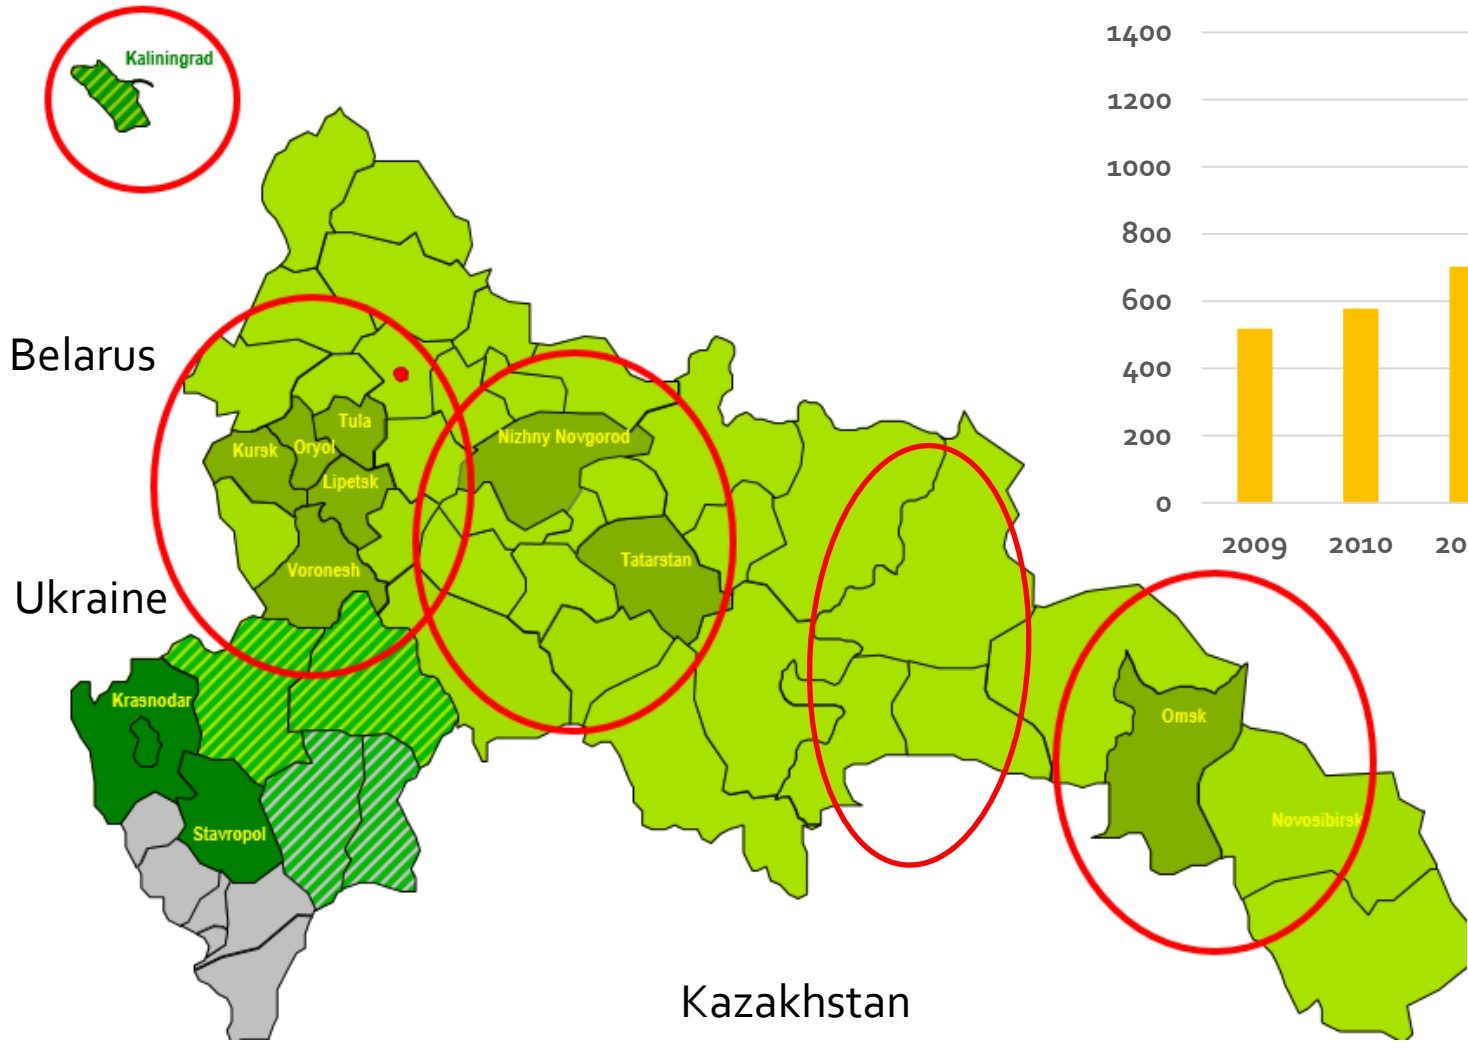 Kaliningrad
Belarus
Tula
Kursk
Oryol
Lipetsk
Nizhny Novgorod
Voronesh
Tatarstan
Ukraine
Krasnodar
Stavropol
Omsk
Novosibirsk
Kazakhstan
1400
1200
1000
800
600
400
200
0
2009 2010 20